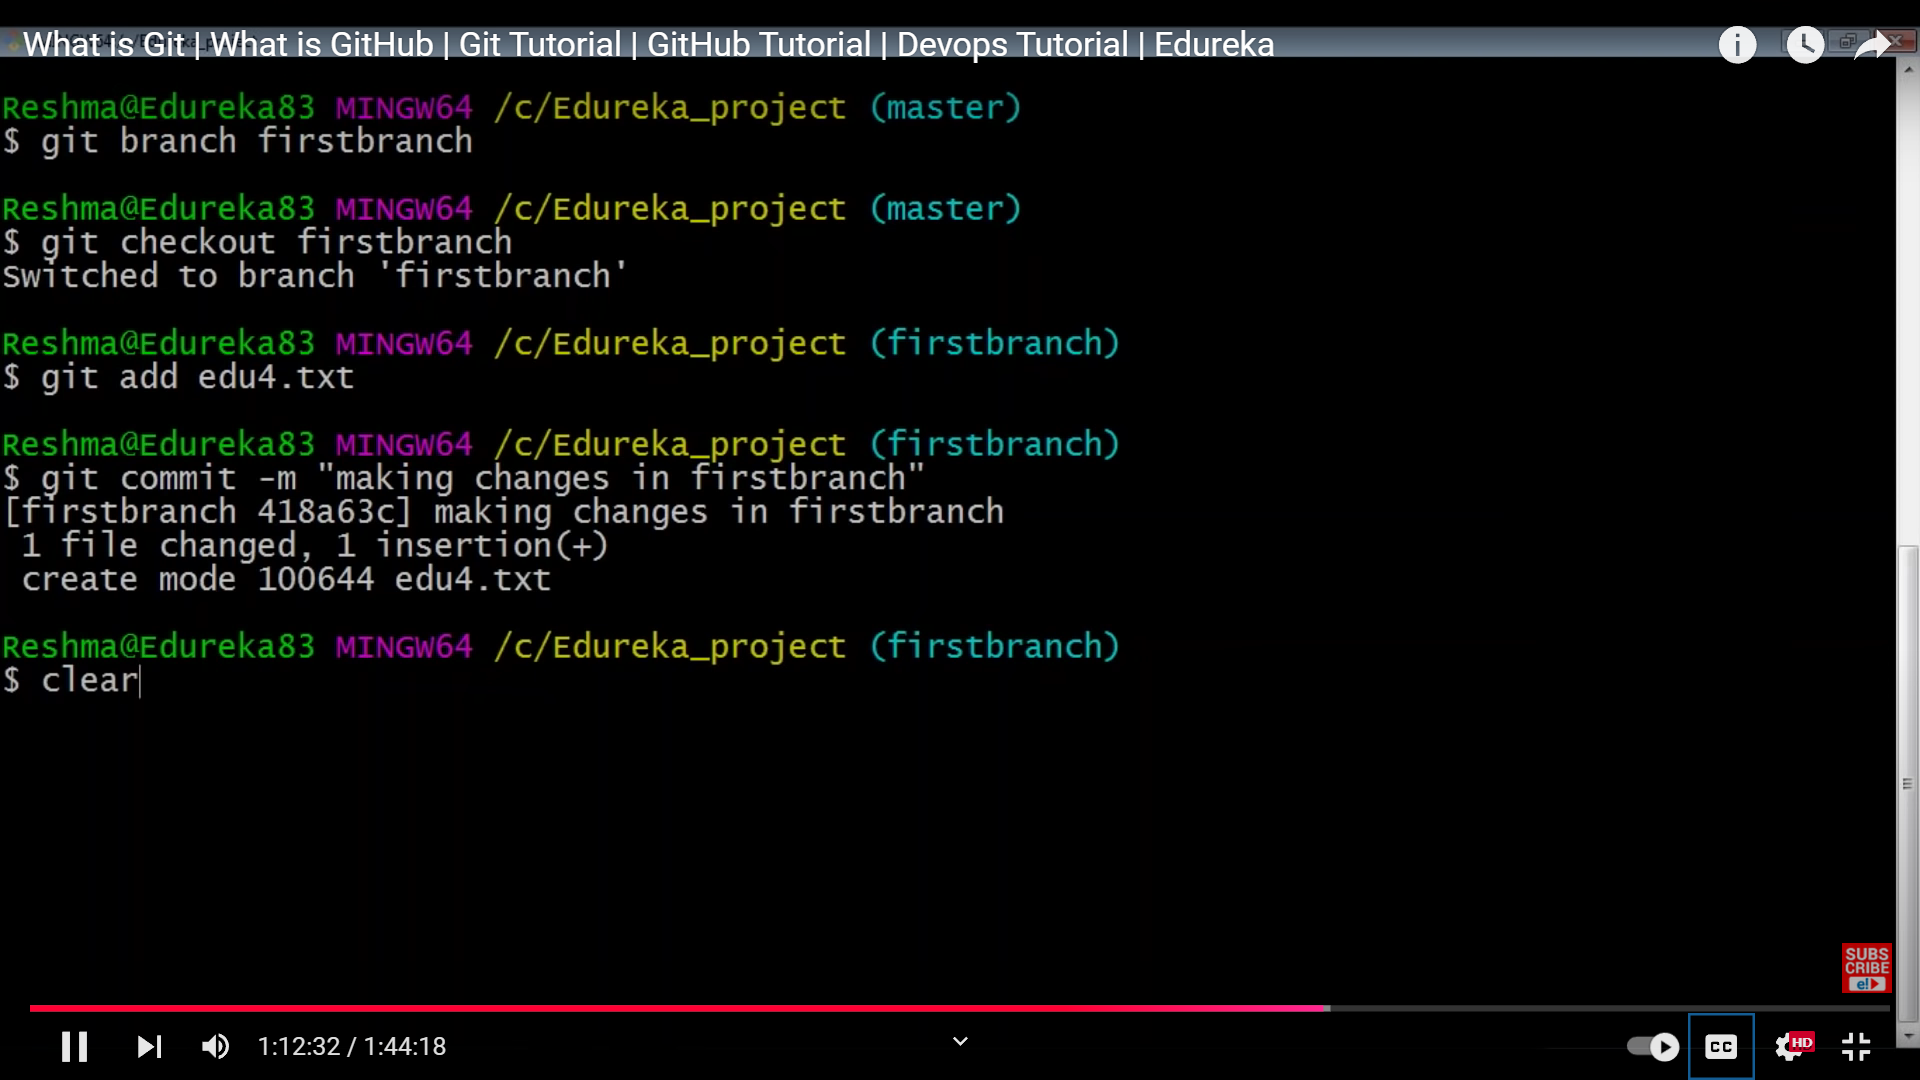 What is Git | What is GitHub | Git Tutorial | GitHub Tutorial | Devops Tutorial | Edureka
Reshma@Edureka83 MINGW64 /c/Edureka_project (master)
$ git branch firstbranch
Reshma@Edureka83 MINGW64 /c/Edureka_project (master)
$ git checkout firstbranch
Switched to branch 'firstbranch'
Reshma@Edureka83 MINGW64 /c/Edureka_project (firstbranch)
$ git add edu4.txt
Reshma@Edureka83 MINGW64 /c/Edureka_project (firstbranch)
$ git commit -m "making changes in firstbranch"
[firstbranch 418a63c] making changes in firstbranch
1 file changed, 1 insertion(+)
create mode 100644 edu4.txt
Reshma@Edureka83 MINGW64 /c/Edureka_project (firstbranch)
$ clear
SUBS
CRIBE
e!
1:12:32 / 1:44:18
CC
HD